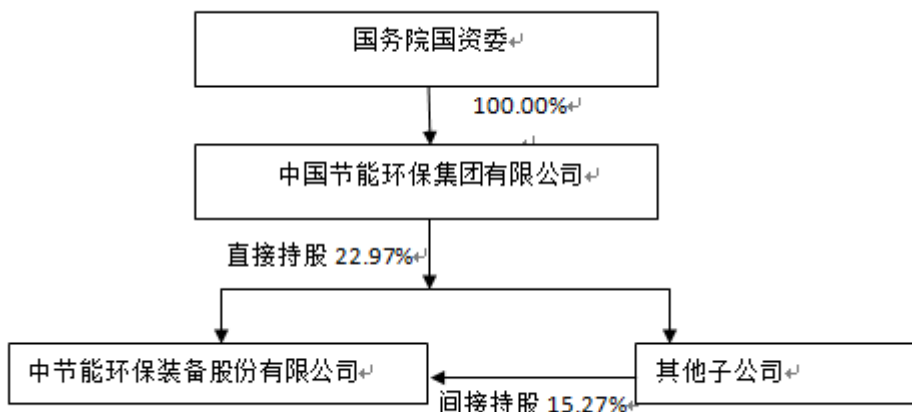 国务院国资委
100.00%
中国节能环保集团有限公司
直接持股 22.97%
中节能环保装备股份有限公司
其他子公司
间接持股 15.27%